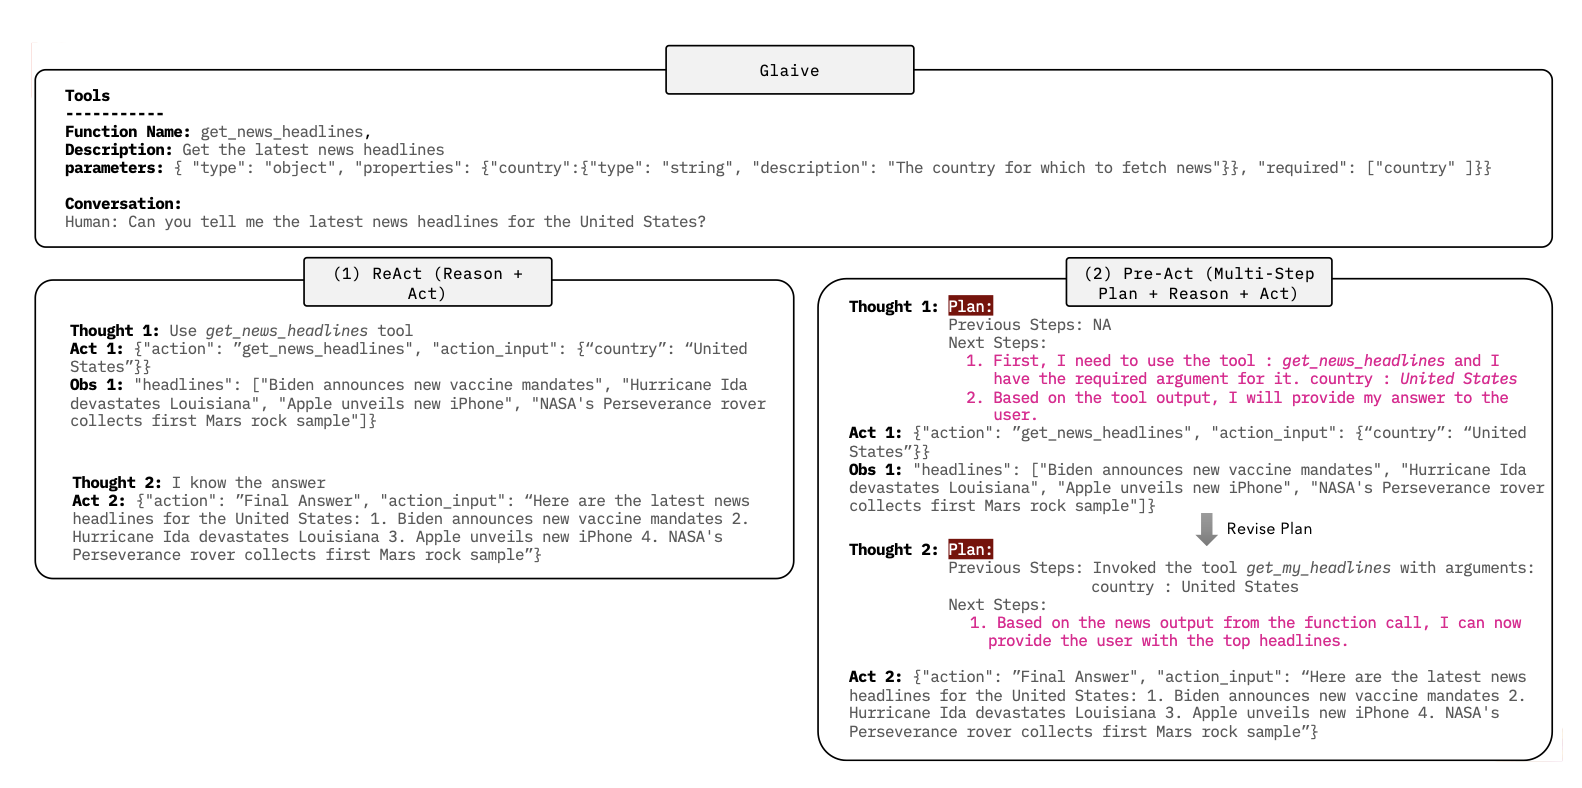 Glaive
Tools
-----------
Function Name: get_news_headlines,
Description: Get the latest news headlines
parameters: { "type": "object", "properties": {"country":{"type": "string", "description": "The country for which to fetch news"}}, "required": ["country" ]}}
Conversation:
Human: Can you tell me the latest news headlines for the United States?
(1) ReAct (Reason +
Act)
Thought 1: Use get_news_headlines tool
Act 1: {"action": ”get_news_headlines", "action_input": {“country”: “United
States”}}
Obs 1: "headlines": ["Biden announces new vaccine mandates", "Hurricane Ida
devastates Louisiana", "Apple unveils new iPhone", "NASA's Perseverance rover
collects first Mars rock sample"]}
Thought 2: I know the answer
Act 2: {"action": ”Final Answer", "action_input": “Here are the latest news
headlines for the United States: 1. Biden announces new vaccine mandates 2.
Hurricane Ida devastates Louisiana 3. Apple unveils new iPhone 4. NASA's
Perseverance rover collects first Mars rock sample”}
(2) Pre-Act (Multi-Step
Plan + Reason + Act)
Thought 1: Plan:
Previous Steps: NA
Next Steps:
1. First, I need to use the tool : get_news_headlines and I
have the required argument for it. country : United States
2. Based on the tool output, I will provide my answer to the
user.
Act 1: {"action": ”get_news_headlines", "action_input": {“country”: “United
States”}}
Obs 1: "headlines": ["Biden announces new vaccine mandates", "Hurricane Ida
devastates Louisiana", "Apple unveils new iPhone", "NASA's Perseverance rover
collects first Mars rock sample"]}
Revise Plan
Thought 2: Plan:
Previous Steps: Invoked the tool get_my_headlines with arguments:
country : United States
Next Steps:
1. Based on the news output from the function call, I can now
provide the user with the top headlines.
Act 2: {"action": ”Final Answer", "action_input": “Here are the latest news
headlines for the United States: 1. Biden announces new vaccine mandates 2.
Hurricane Ida devastates Louisiana 3. Apple unveils new iPhone 4. NASA's
Perseverance rover collects first Mars rock sample”}